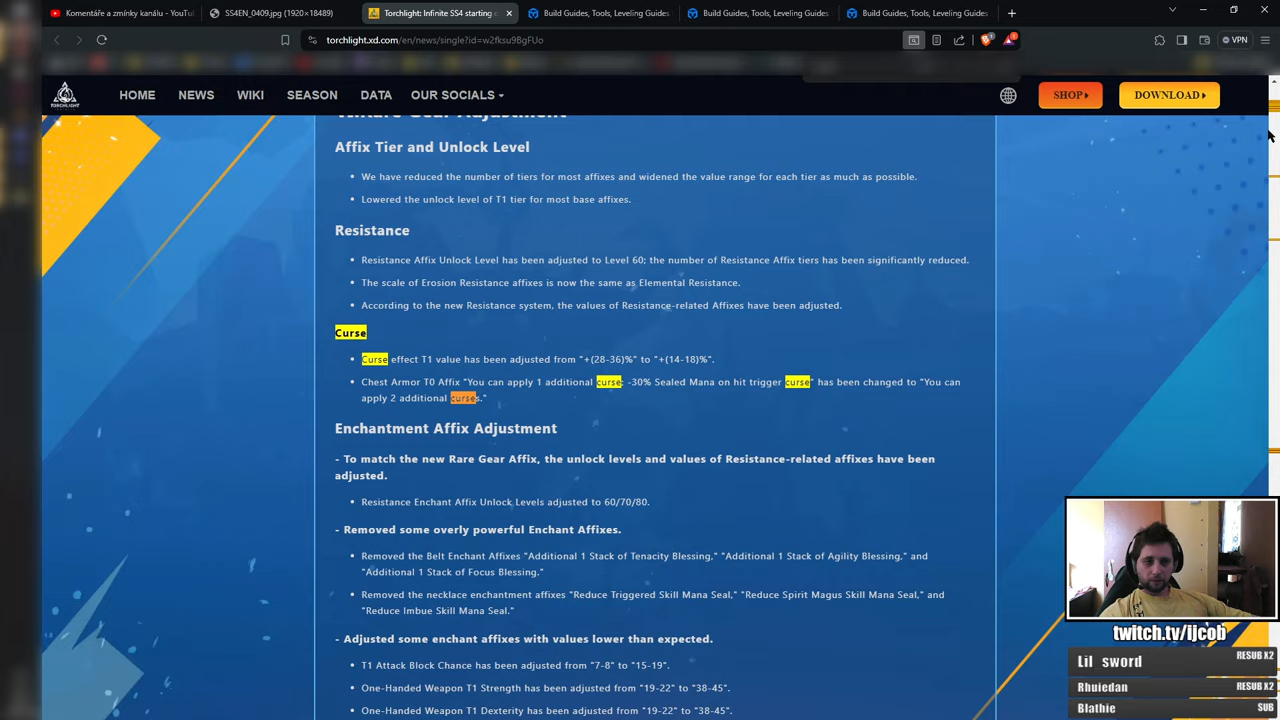 Komentáře a zmínky kanálu - YouTu
SS4EN_0409.jpg (1920×18489)
Torchlight: Infinite SS4 starting
Build Guides, Tools, Leveling Guides
Build Guides, Tools, Leveling Guides
Build Guides, Tools, Leveling Guides
torchlight.xd.com/en/news/single?id=w2fksu9BgFUo
VPN
HOME NEWS WIKI SEASON DATA OUR SOCIALS SHOP DOWNLOAD
Affix Tier and Unlock Level
• We have reduced the number of tiers for most affixes and widened the value range for each tier as much as possible.
• Lowered the unlock level of T1 tier for most base affixes.
Resistance
• Resistance Affix Unlock Level has been adjusted to Level 60; the number of Resistance Affix tiers has been significantly reduced.
• The scale of Erosion Resistance affixes is now the same as Elemental Resistance.
• According to the new Resistance system, the values of Resistance-related Affixes have been adjusted.
Curse
• Curse effect T1 value has been adjusted from "+(28-36)%" to "+(14-18)%".
• Chest Armor T0 Affix "You can apply 1 additional curse; -30% Sealed Mana on hit trigger curse" has been changed to "You can
apply 2 additional curses."
Enchantment Affix Adjustment
- To match the new Rare Gear Affix, the unlock levels and values of Resistance-related affixes have been
adjusted.
• Resistance Enchant Affix Unlock Levels adjusted to 60/70/80.
- Removed some overly powerful Enchant Affixes.
• Removed the Belt Enchant Affixes "Additional 1 Stack of Tenacity Blessing," "Additional 1 Stack of Agility Blessing," and
"Additional 1 Stack of Focus Blessing."
• Removed the necklace enchantment affixes "Reduce Triggered Skill Mana Seal," "Reduce Spirit Magus Skill Mana Seal," and
"Reduce Imbue Skill Mana Seal."
- Adjusted some enchant affixes with values lower than expected.
• T1 Attack Block Chance has been adjusted from "7-8" to "15-19".
• One-Handed Weapon T1 Strength has been adjusted from "19-22" to "38-45".
• One-Handed Weapon T1 Dexterity has been adjusted from "19-22" to "38-45".
twitch.tv/ljcob
Lil sword RESUB X2
Rhuiedan RESUB X2
Blathie SUB